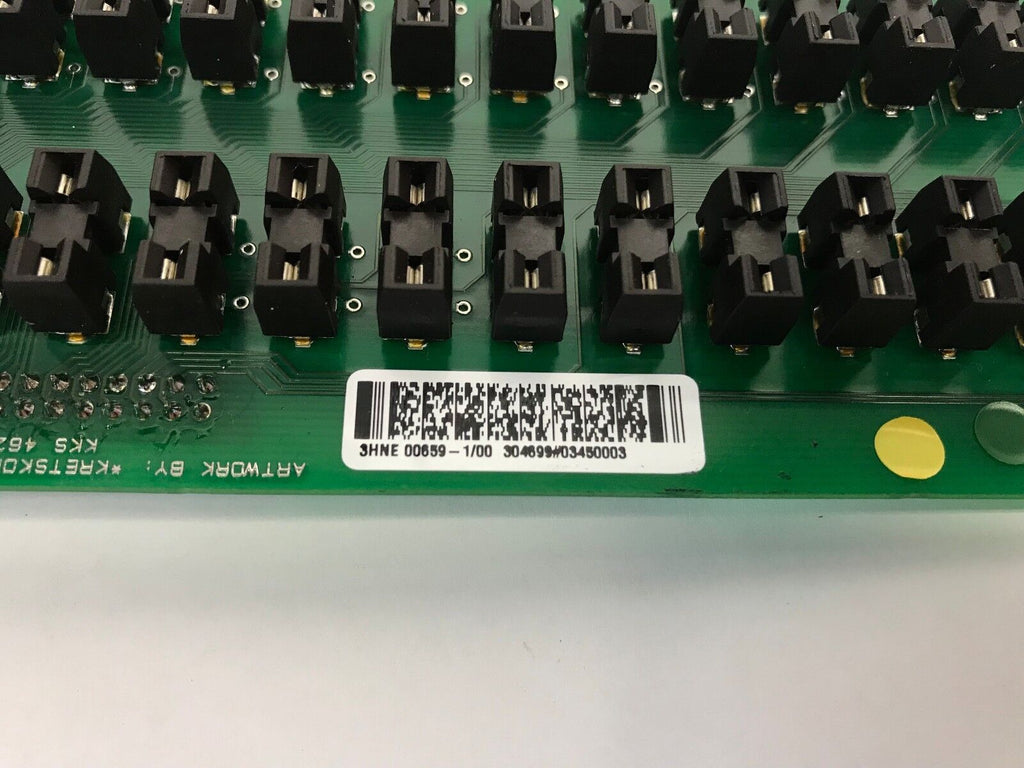 3HNE 00659-1/00 304699#03450003
ARTWORK BY: *KRETSKO
KKS 462